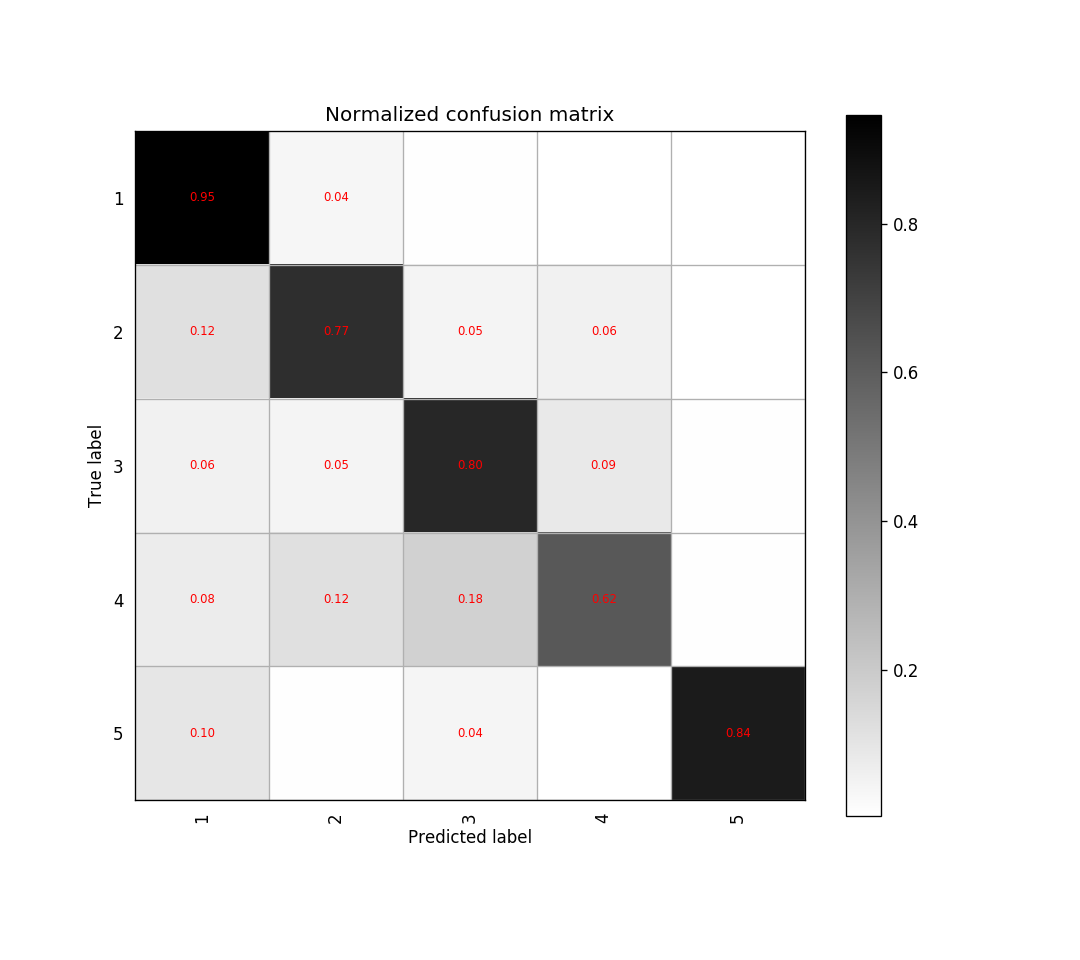 Normalized confusion matrix
1 0.95 0.04
2 0.12 0.77 0.05 0.06
3 0.06 0.05 0.80 0.09
4 0.08 0.12 0.18 0.62
5 0.10 0.04 0.84
1 2 3 4 5
True label
Predicted label
0.8
0.6
0.4
0.2